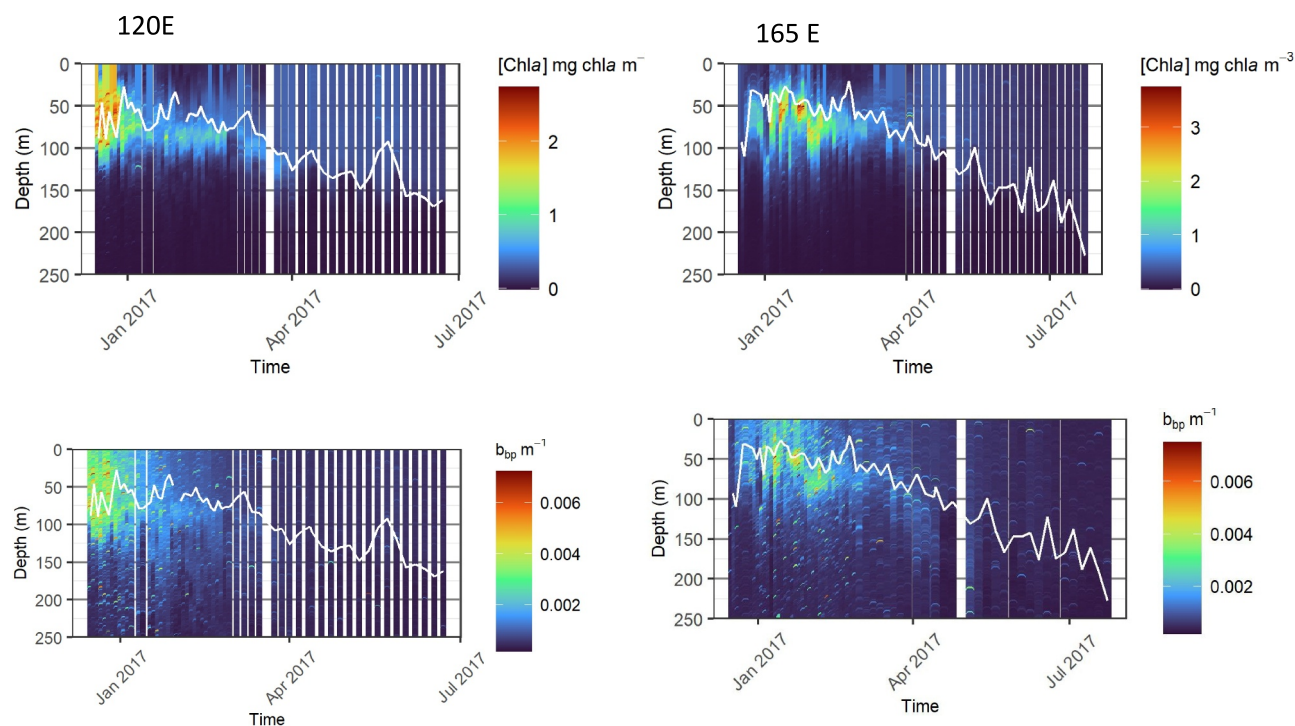 120E
165 E
[Chla] mg chla m⁻
[Chla] mg chla m⁻³
0
50
100
150
200
250
Depth (m)
Jan 2017
Apr 2017
Jul 2017
Time
2
1
0
0
50
100
150
200
250
Depth (m)
Jan 2017
Apr 2017
Jul 2017
Time
3
2
1
0
0
50
100
150
200
250
Depth (m)
Jan 2017
Apr 2017
Jul 2017
Time
b_bp m⁻¹
0.006
0.004
0.002
0
50
100
150
200
250
Depth (m)
Jan 2017
Apr 2017
Jul 2017
Time
b_bp m⁻¹
0.006
0.004
0.002